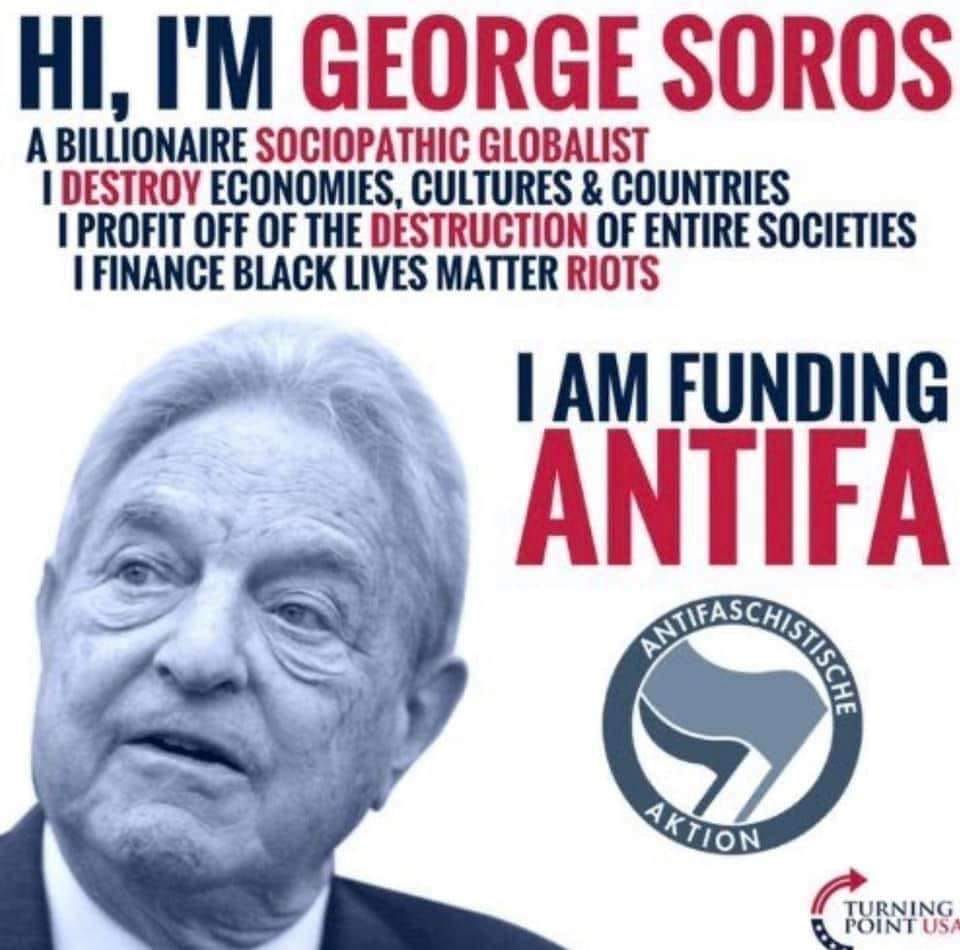 HI, I'M GEORGE SOROS
A BILLIONAIRE SOCIOPATHIC GLOBALIST
I DESTROY ECONOMIES, CULTURES & COUNTRIES
I PROFIT OFF OF THE DESTRUCTION OF ENTIRE SOCIETIES
I FINANCE BLACK LIVES MATTER RIOTS
I AM FUNDING
ANTIFA
ANTIFASCHISTISCHE
AKTION
TURNING
POINT USA